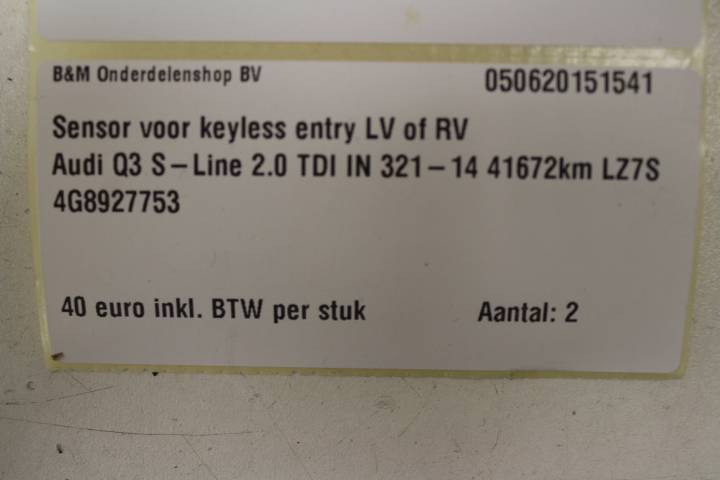 B&M Onderdelenshop BV 050620151541
Sensor voor keyless entry LV of RV
Audi Q3 S-Line 2.0 TDI IN 321-14 41672km LZ7S
4G8927753
40 euro inkl. BTW per stuk Aantal: 2